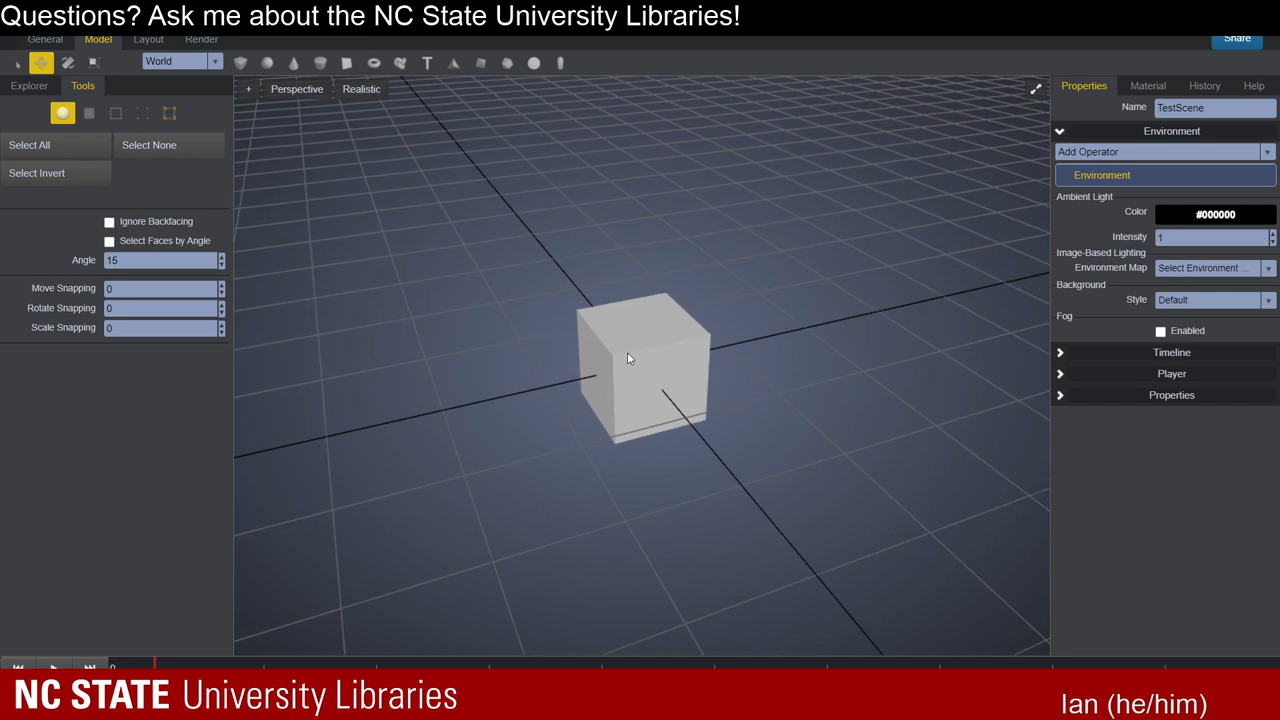 Questions? Ask me about the NC State University Libraries!
General Model Layout Render Share
World
Explorer Tools
+ Perspective Realistic
Properties Material History Help
Name TestScene
Environment
Select All Select None
Add Operator
Select Invert
Environment
Ambient Light
Color #000000
Ignore Backfacing
Intensity 1
Select Faces by Angle
Image-Based Lighting
Angle 15
Environment Map Select Environment ...
Background
Move Snapping 0
Style Default
Rotate Snapping 0
Fog
Scale Snapping 0
Enabled
Timeline
Player
Properties
0
NC STATE University Libraries
Ian (he/him)